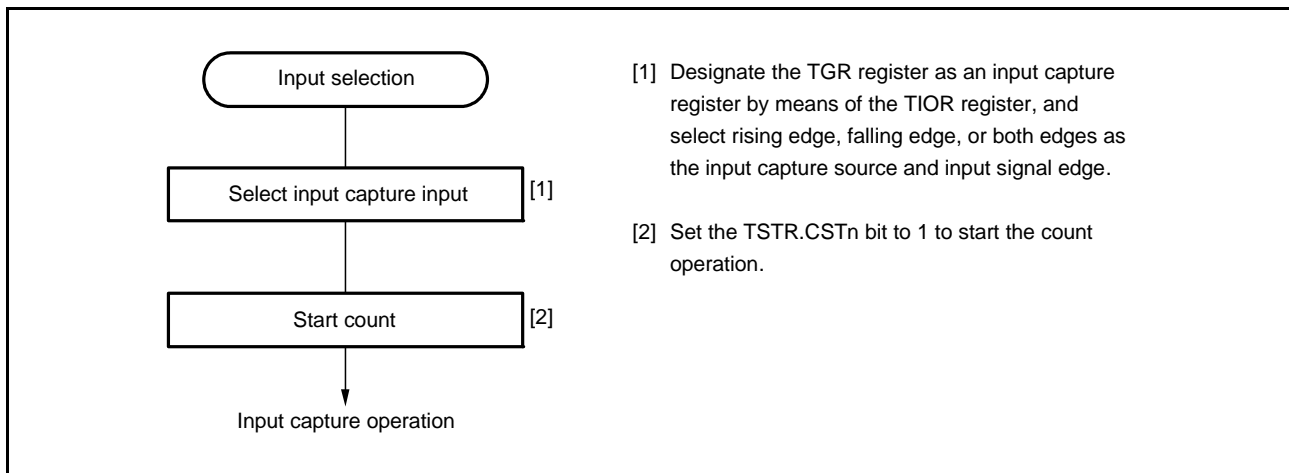 Input selection
Select input capture input
[1]
Start count
[2]
Input capture operation
[1] Designate the TGR register as an input capture
register by means of the TIOR register, and
select rising edge, falling edge, or both edges as
the input capture source and input signal edge.
[2] Set the TSTR.CSTn bit to 1 to start the count
operation.